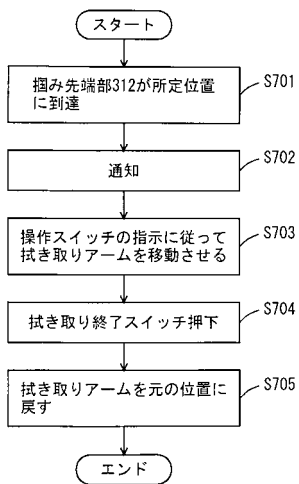 スタート
掴み先端部312が所定位置
に到達
S701
通知
S702
操作スイッチの指示に従って
拭き取りアームを移動させる
S703
拭き取り終了スイッチ押下
S704
拭き取りアームを元の位置に
戻す
S705
エンド